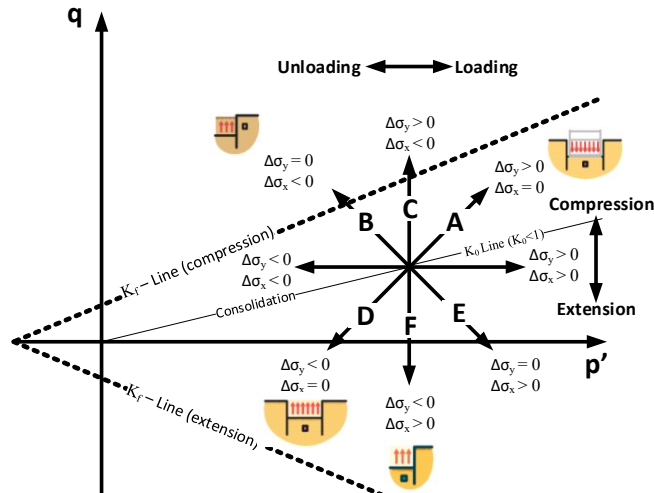 q
Unloading
Loading
Δσy > 0
Δσx < 0
Δσy = 0
Δσx < 0
Δσy > 0
Δσx = 0
Compression
B
C
A
K0 Line (K0<1)
Kf – Line (compression)
Δσy < 0
Δσx < 0
Δσy > 0
Δσx > 0
Consolidation
Extension
D
F
E
p’
Δσy < 0
Δσx = 0
Δσy = 0
Δσx > 0
Δσy < 0
Δσx > 0
Kf – Line (extension)